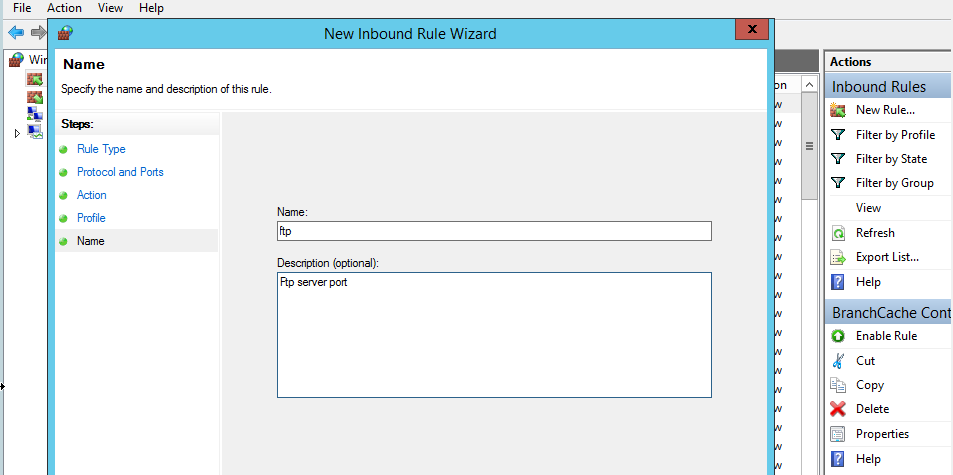 File Action View Help
New Inbound Rule Wizard
x
Name
Specify the name and description of this rule.
Steps:
Rule Type
Protocol and Ports
Action
Profile
Name
Name:
ftp
Description (optional):
Ftp server port
Actions
Inbound Rules
New Rule...
Filter by Profile
Filter by State
Filter by Group
View
Refresh
Export List...
Help
BranchCache Cont
Enable Rule
Cut
Copy
Delete
Properties
Help